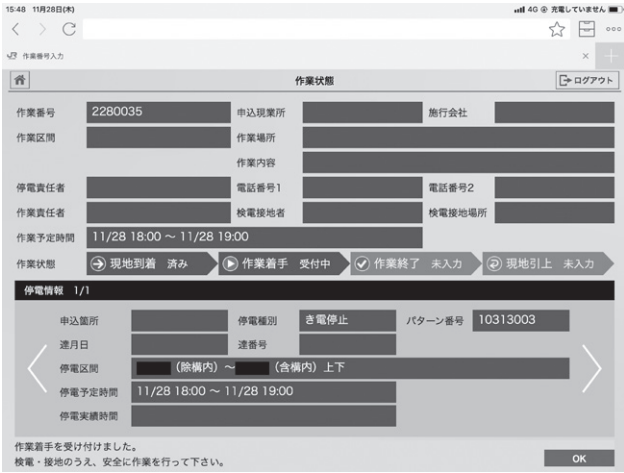 15:48 11月28日(木)
4G 充電していません
作業番号入力
作業状態
ログアウト
作業番号 2280035 申込現業所 施行会社
作業区間 作業場所
作業内容
停電責任者 電話番号1 電話番号2
作業責任者 検電接地者 検電接地場所
作業予定時間 11/28 18:00 ～ 11/28 19:00
作業状態 現地到着 済み 作業着手 受付中 作業終了 未入力 現地引上 未入力
停電情報 1/1
申込箇所 停電種別 き電停止 パターン番号 10313003
達月日 達番号
停電区間 (除構内) ～ (含構内) 上下
停電予定時間 11/28 18:00 ～ 11/28 19:00
停電実績時間
作業着手を受け付けました。
検電・接地のうえ、安全に作業を行って下さい。
OK